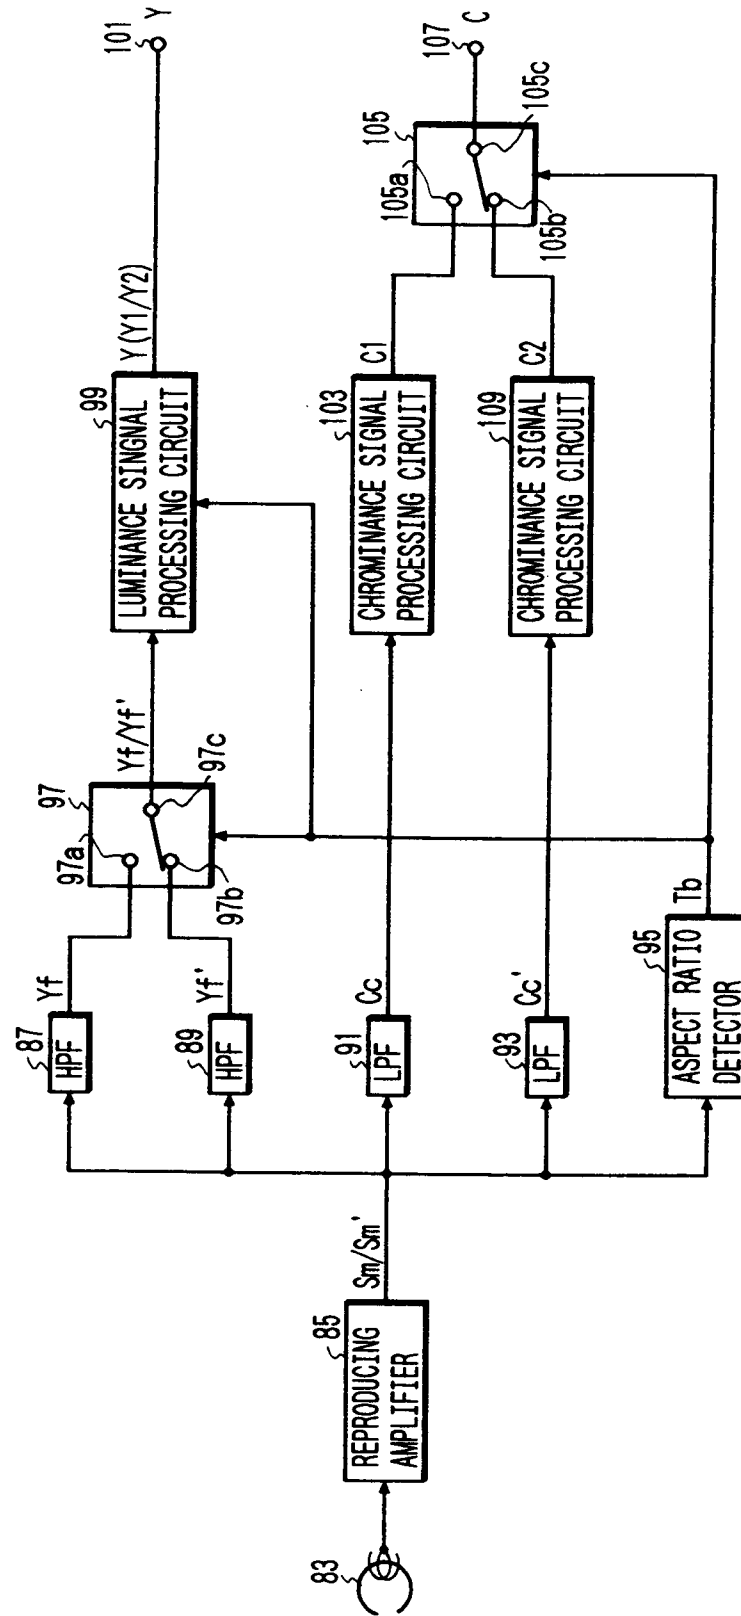 83
85
REPRODUCING
AMPLIFIER
Sm/Sm'
87
HPF
Yf
89
HPF
Yf'
91
LPF
Cc
93
LPF
Cc'
95
ASPECT RATIO
DETECTOR
Tb
97
97a
97b
97c
Yf/Yf'
99
LUMINANCE SINGNAL
PROCESSING CIRCUIT
Y(Y1/Y2)
101
Y
103
CHROMINANCE SIGNAL
PROCESSING CIRCUIT
C1
109
CHROMINANCE SIGNAL
PROCESSING CIRCUIT
C2
105
105a
105b
105c
107
C